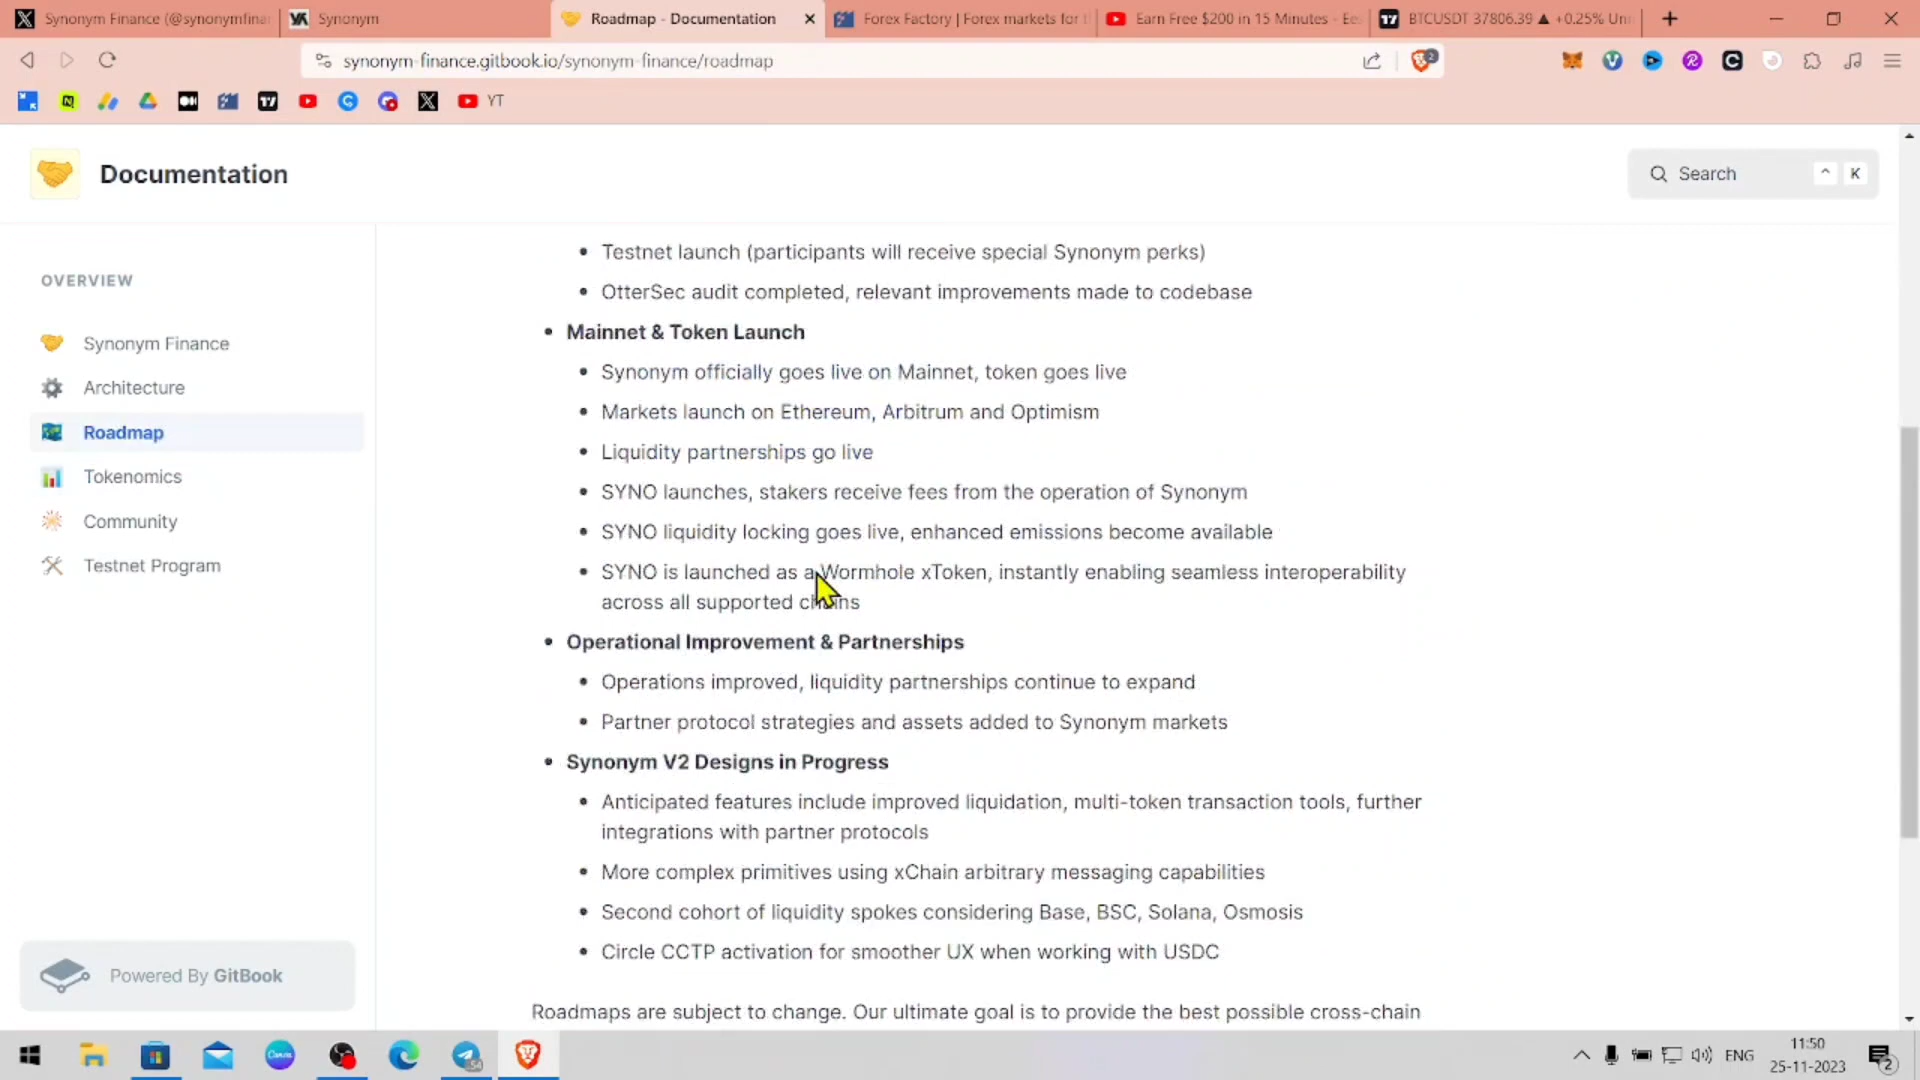 Synonym Finance (@synonymfinan
Synonym
Roadmap - Documentation
Forex Factory | Forex markets for t
Earn Free $200 in 15 Minutes - Ee
BTCUSDT 37806.39 ▲ +0.25% Un
synonym-finance.gitbook.io/synonym-finance/roadmap
2
YT
Documentation
Search
^ K
OVERVIEW
Synonym Finance
Architecture
Roadmap
Tokenomics
Community
Testnet Program
Powered By GitBook
• Testnet launch (participants will receive special Synonym perks)
• OtterSec audit completed, relevant improvements made to codebase
• Mainnet & Token Launch
• Synonym officially goes live on Mainnet, token goes live
• Markets launch on Ethereum, Arbitrum and Optimism
• Liquidity partnerships go live
• SYNO launches, stakers receive fees from the operation of Synonym
• SYNO liquidity locking goes live, enhanced emissions become available
• SYNO is launched as a Wormhole xToken, instantly enabling seamless interoperability
across all supported chains
• Operational Improvement & Partnerships
• Operations improved, liquidity partnerships continue to expand
• Partner protocol strategies and assets added to Synonym markets
• Synonym V2 Designs in Progress
• Anticipated features include improved liquidation, multi-token transaction tools, further
integrations with partner protocols
• More complex primitives using xChain arbitrary messaging capabilities
• Second cohort of liquidity spokes considering Base, BSC, Solana, Osmosis
• Circle CCTP activation for smoother UX when working with USDC
Roadmaps are subject to change. Our ultimate goal is to provide the best possible cross-chain
Canva
ENG
11:50
25-11-2023
2